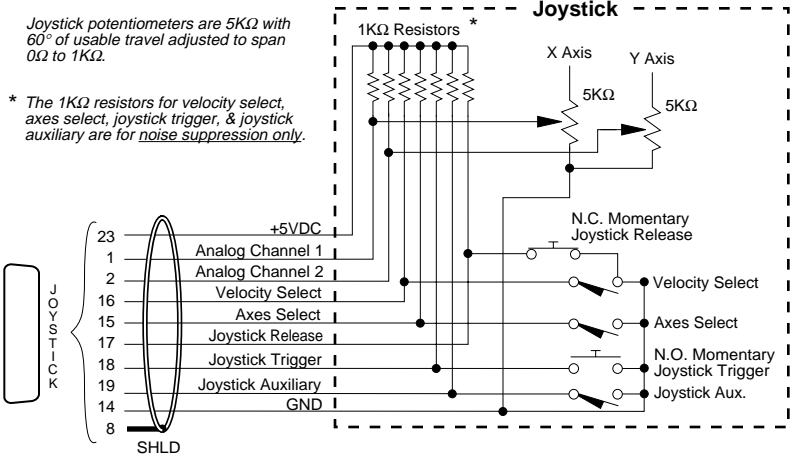 Joystick potentiometers are 5KΩ with
60° of usable travel adjusted to span
0Ω to 1KΩ.
* The 1KΩ resistors for velocity select,
axes select, joystick trigger, & joystick
auxiliary are for noise suppression only.
Joystick
1KΩ Resistors *
X Axis
Y Axis
5KΩ
5KΩ
N.C. Momentary
Joystick Release
Velocity Select
Axes Select
N.O. Momentary
Joystick Trigger
Joystick Aux.
JOYSTICK
23 +5VDC
1 Analog Channel 1
2 Analog Channel 2
16 Velocity Select
15 Axes Select
17 Joystick Release
18 Joystick Trigger
19 Joystick Auxiliary
14 GND
8
SHLD